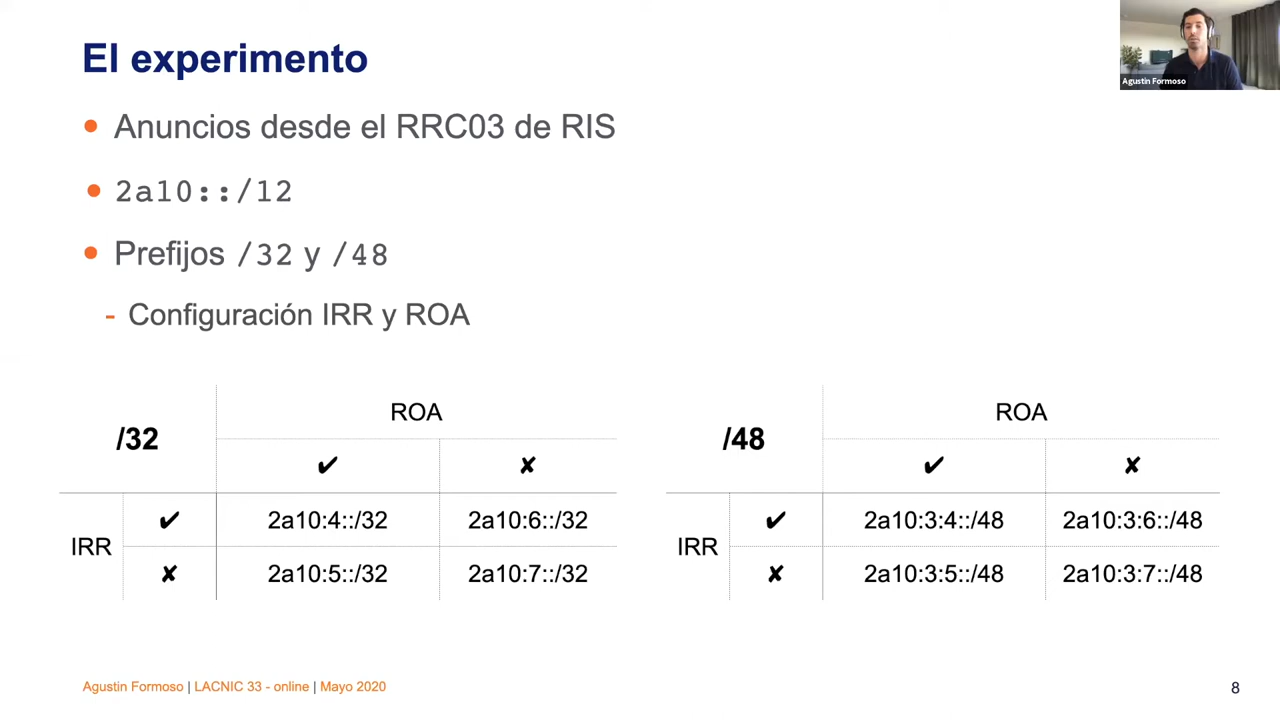 El experimento
Agustin Formoso
• Anuncios desde el RRC03 de RIS
• 2a10::/12
• Prefijos /32 y /48
- Configuración IRR y ROA
/32
ROA
✔ ✘
IRR
✔ 2a10:4::/32 2a10:6::/32
✘ 2a10:5::/32 2a10:7::/32
/48
ROA
✔ ✘
IRR
✔ 2a10:3:4::/48 2a10:3:6::/48
✘ 2a10:3:5::/48 2a10:3:7::/48
Agustin Formoso | LACNIC 33 - online | Mayo 2020
8